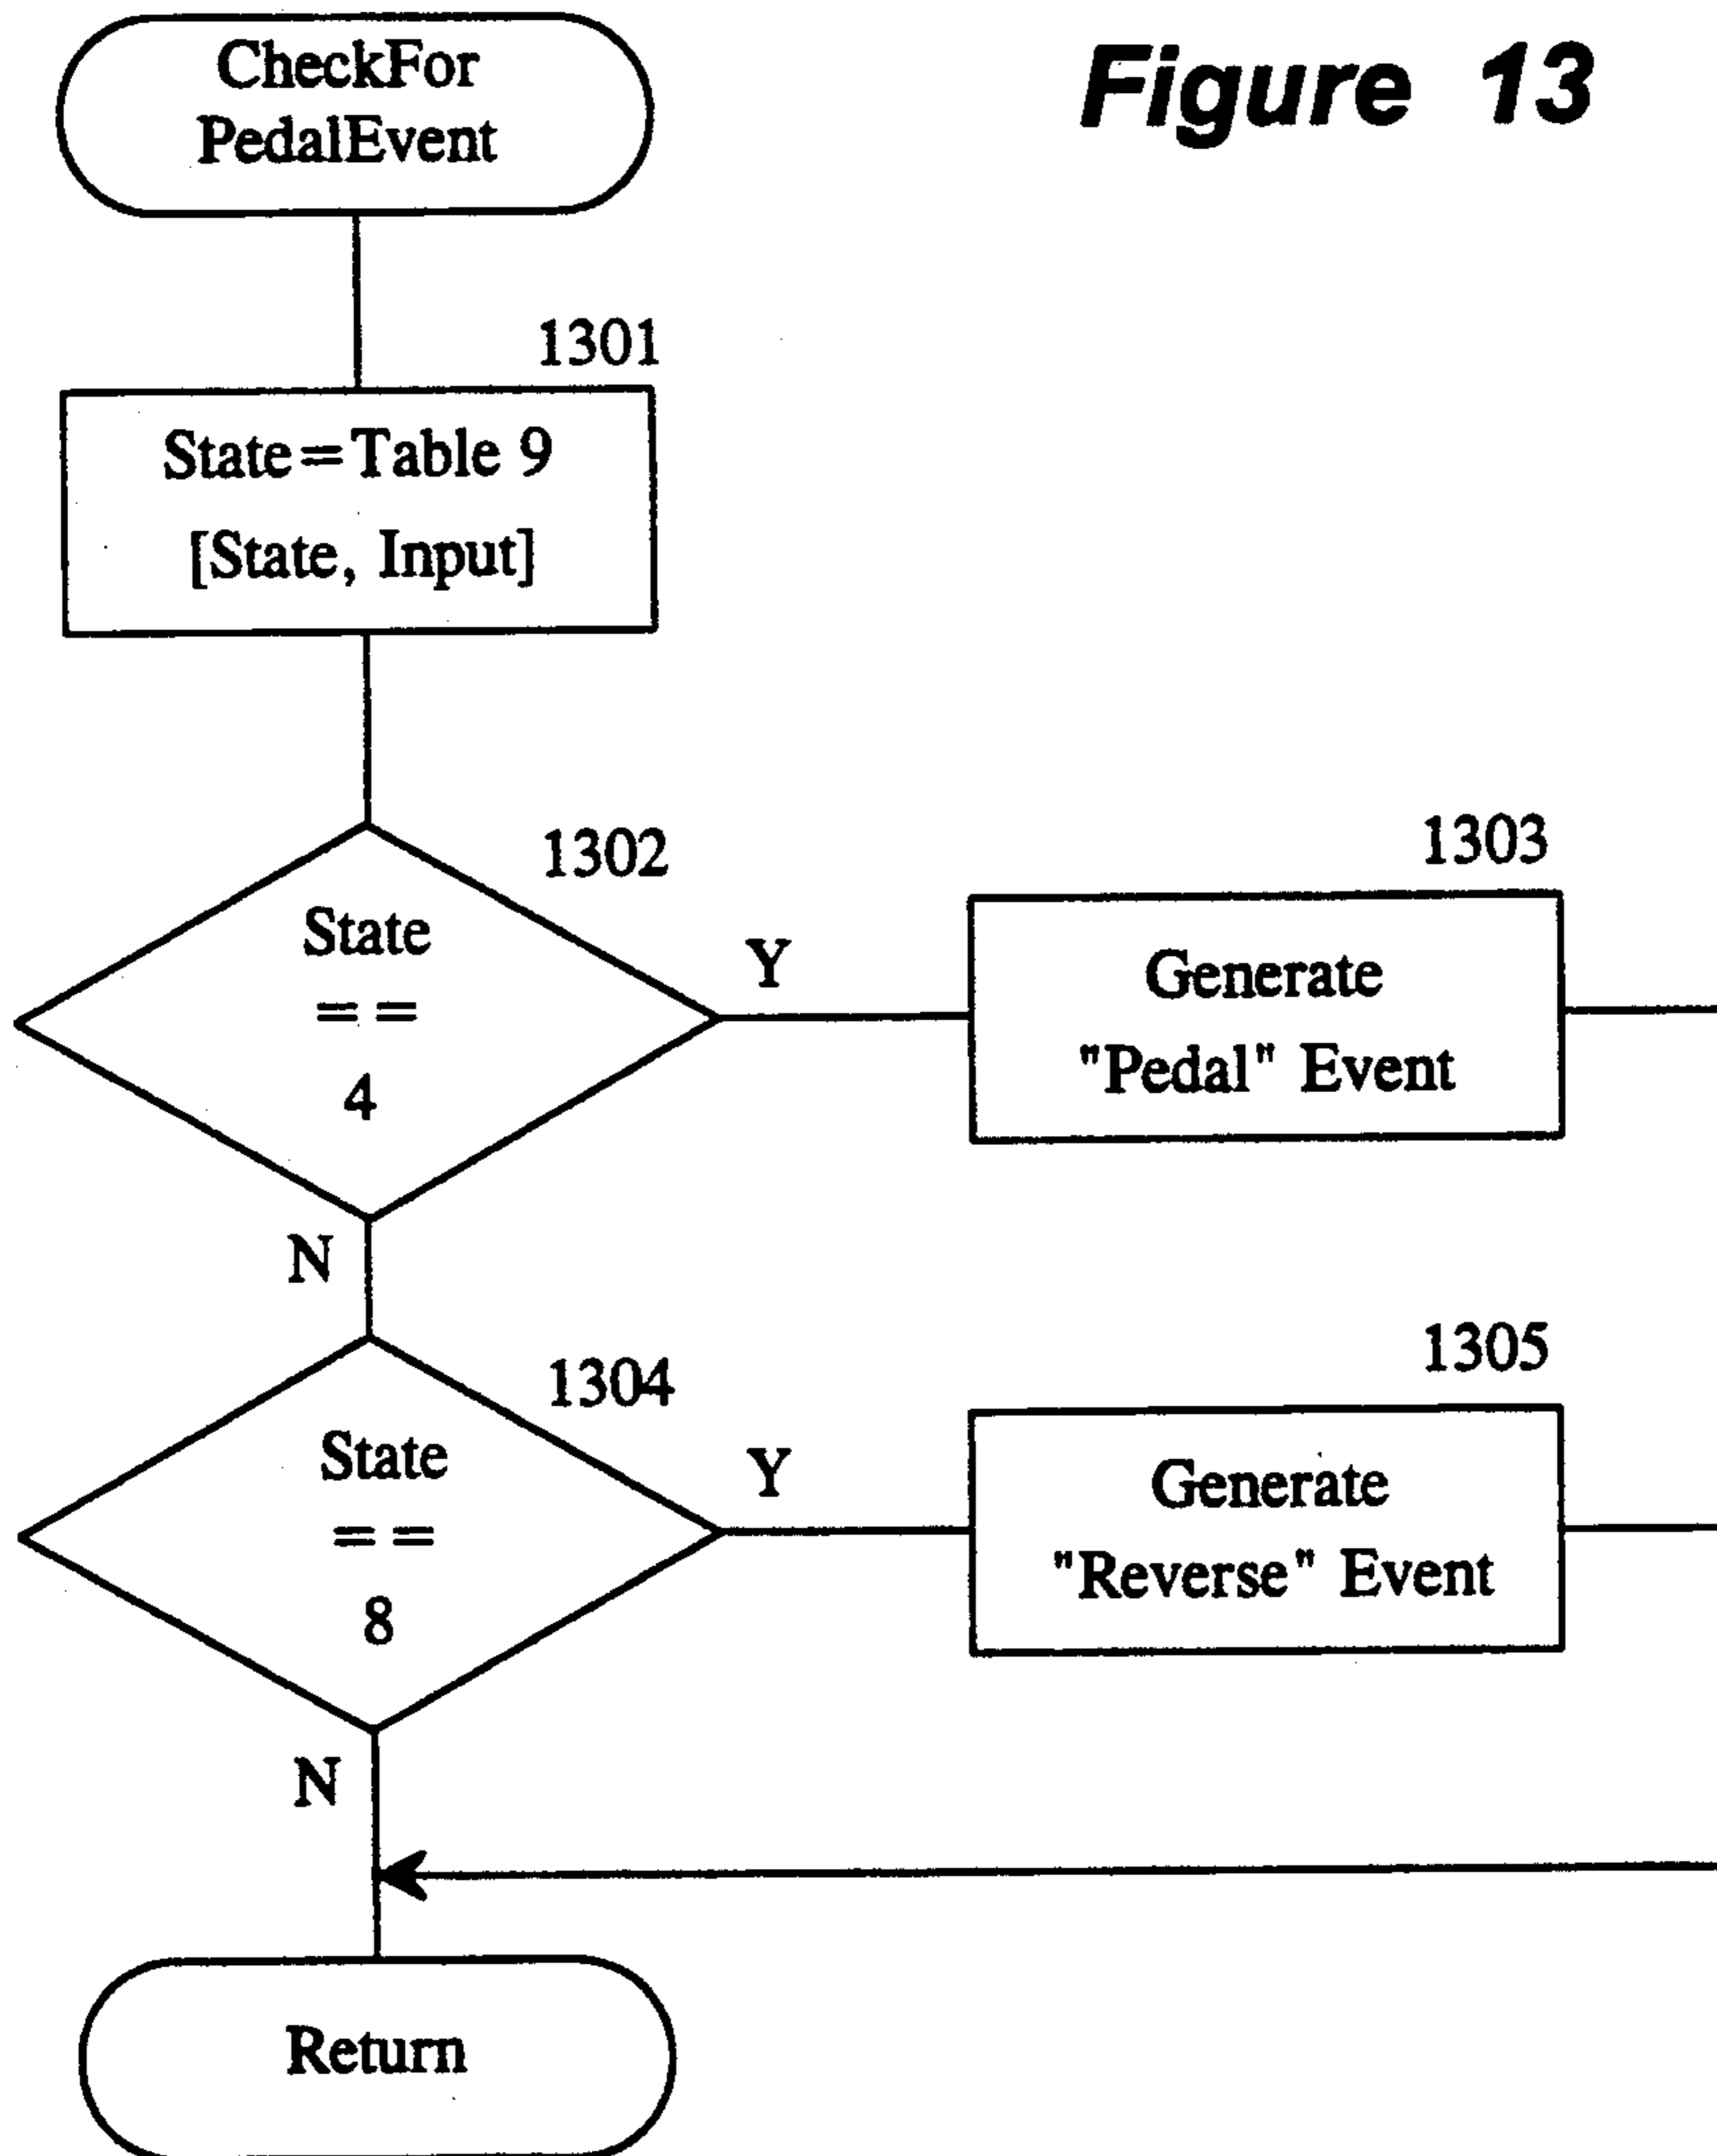 Figure 13
CheckFor
PedalEvent
1301
State=Table 9
[State, Input]
1302
State
==
4
Y
N
1303
Generate
"Pedal" Event
1304
State
==
8
Y
N
1305
Generate
"Reverse" Event
Return